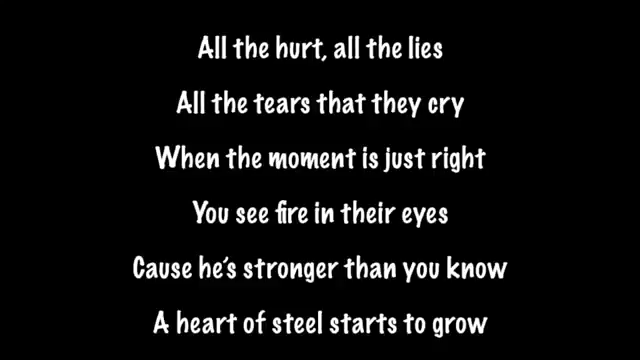 All the hurt, all the lies
All the tears that they cry
When the moment is just right
You see fire in their eyes
Cause he's stronger than you know
A heart of steel starts to grow